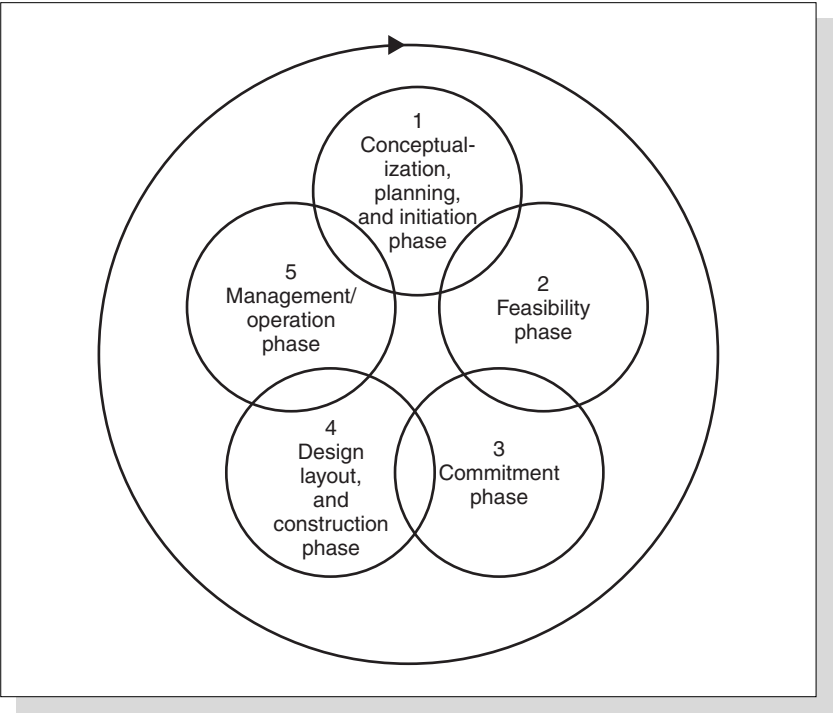 1
Conceptual-
ization,
planning,
and initiation
phase
2
Feasibility
phase
3
Commitment
phase
4
Design
layout,
and
construction
phase
5
Management/
operation
phase